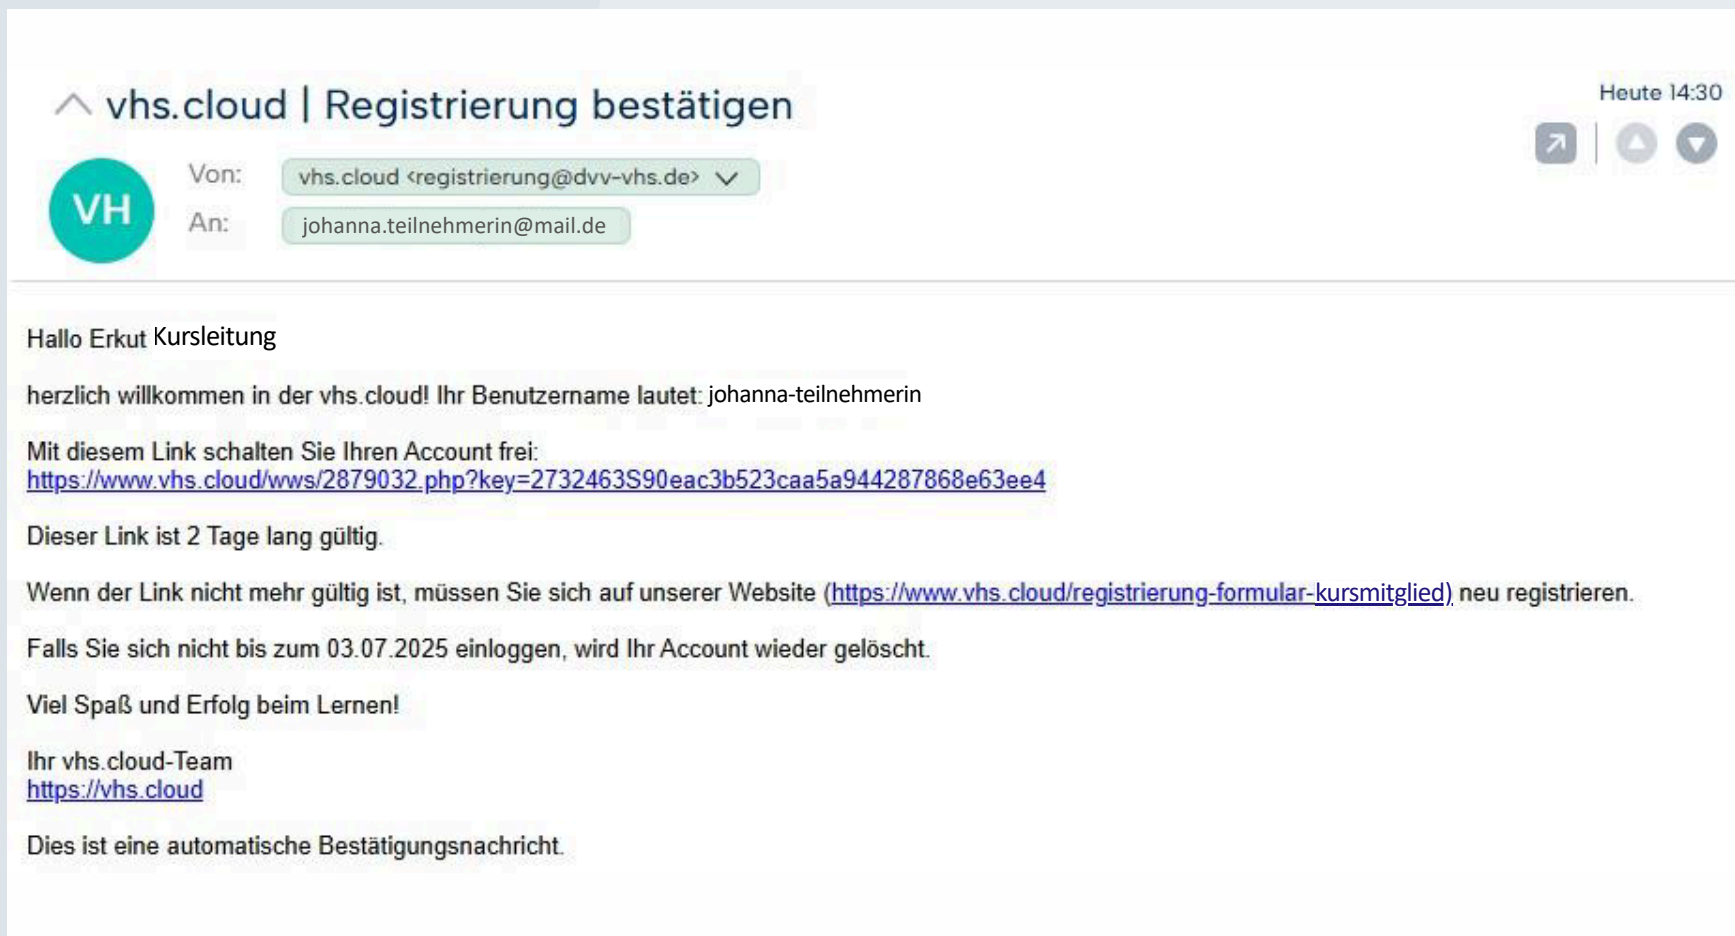 vhs.cloud | Registrierung bestätigen
Heute 14:30
VH
Von: vhs.cloud <registrierung@dvv-vhs.de>
An: johanna.teilnehmerin@mail.de
Hallo Erkut Kursleitung
herzlich willkommen in der vhs.cloud! Ihr Benutzername lautet: johanna-teilnehmerin
Mit diesem Link schalten Sie Ihren Account frei:
https://www.vhs.cloud/wws/2879032.php?key=2732463S90eac3b523caa5a944287868e63ee4
Dieser Link ist 2 Tage lang gültig.
Wenn der Link nicht mehr gültig ist, müssen Sie sich auf unserer Website (https://www.vhs.cloud/registrierung-formular-kursmitglied) neu registrieren.
Falls Sie sich nicht bis zum 03.07.2025 einloggen, wird Ihr Account wieder gelöscht.
Viel Spaß und Erfolg beim Lernen!
Ihr vhs.cloud-Team
https://vhs.cloud
Dies ist eine automatische Bestätigungsnachricht.